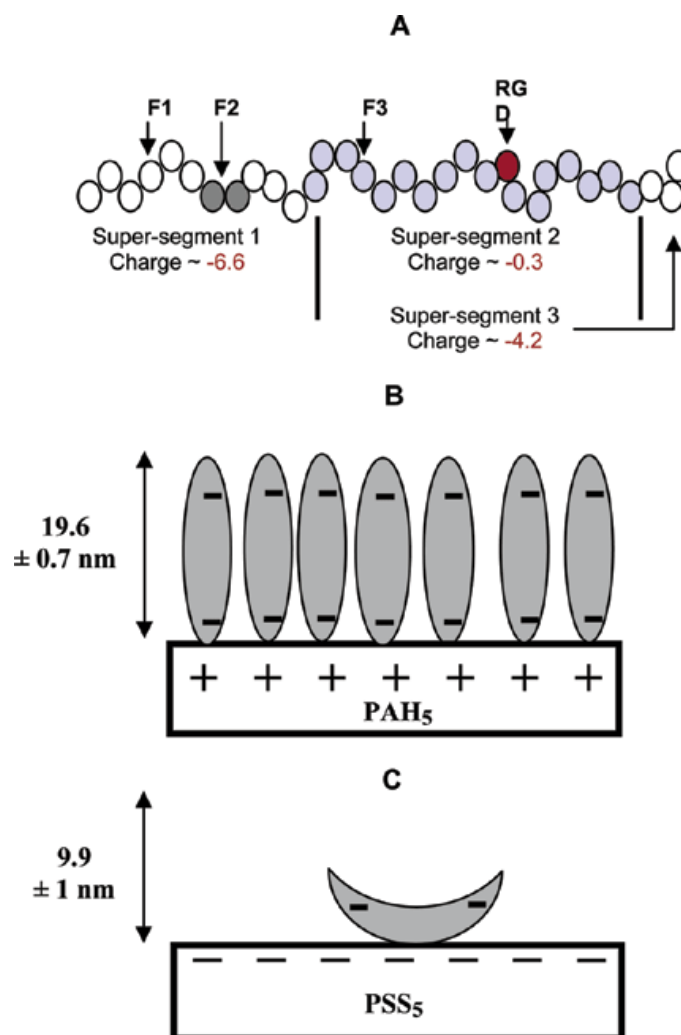 A
F1
F2
F3
RG
D
Super-segment 1
Charge ~ -6.6
Super-segment 2
Charge ~ -0.3
Super-segment 3
Charge ~ -4.2
B
19.6
± 0.7 nm
+ + + + + + +
PAH5
C
9.9
± 1 nm
PSS5